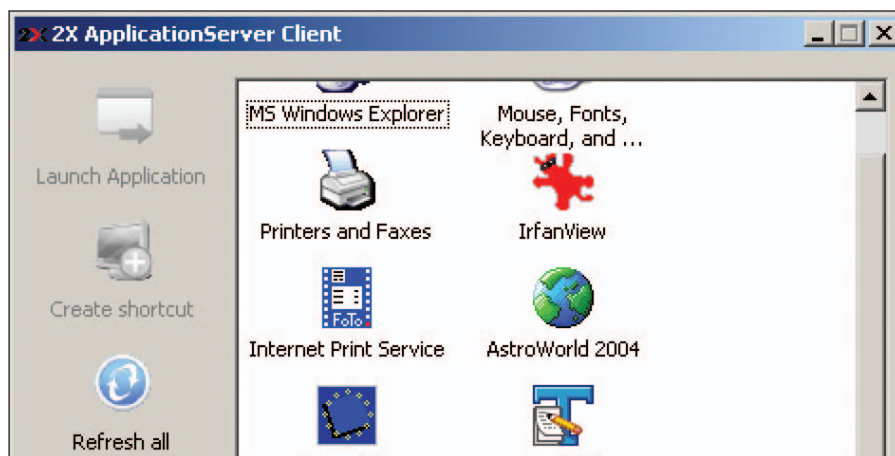 2X 2X ApplicationServer Client
MS Windows Explorer
Mouse, Fonts,
Keyboard, and ...
Launch Application
Printers and Faxes
IrfanView
Create shortcut
FoTo
Internet Print Service
AstroWorld 2004
Refresh all